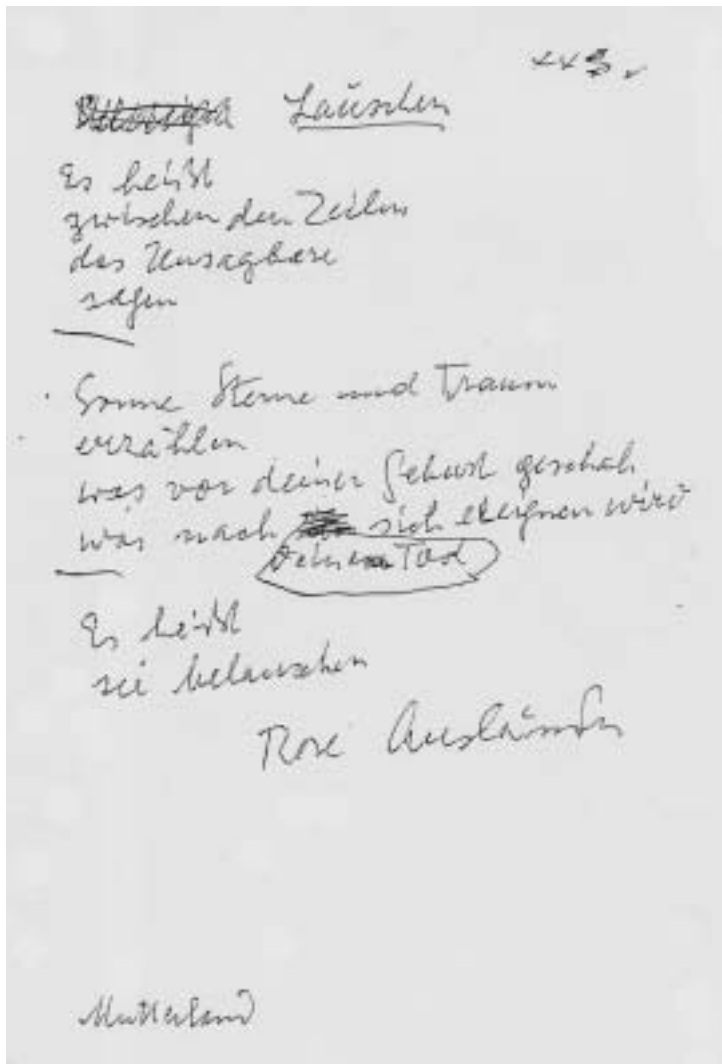 Lauschen
Es heißt
zwischen den Zeilen
das Unsagbare
sagen
Sonne Sterne und Traum
erzählen
was vor deiner Geburt geschah
was nach sich ereignen wird
deinem Tod
Es heißt
sie belauschen
Rose Ausländer
Mutterland